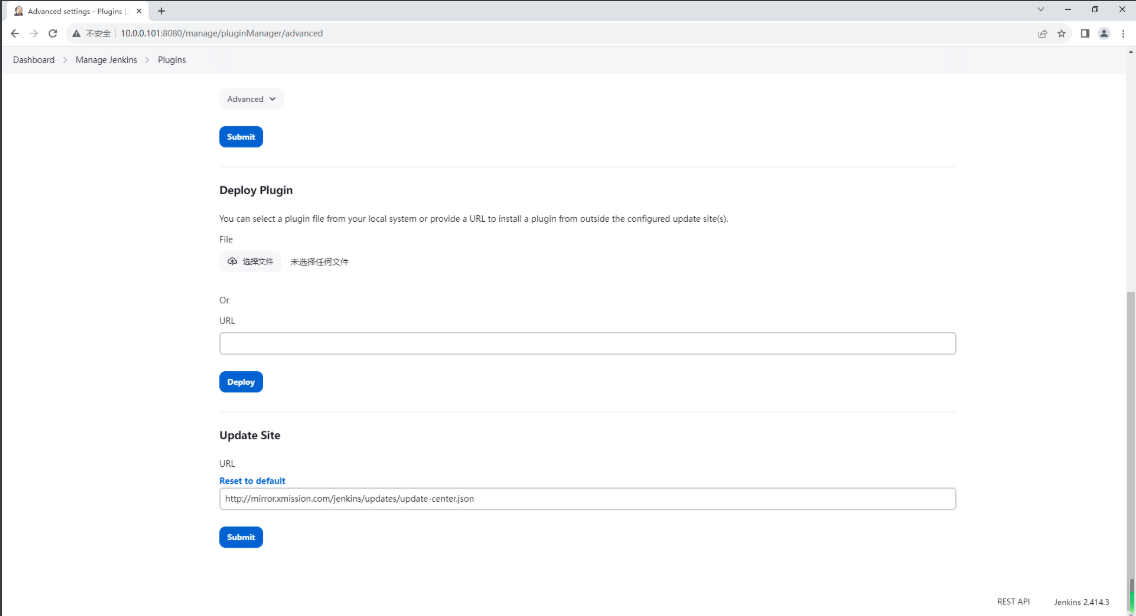 Advanced settings - Plugins
不安全 10.0.0.101:8080/manage/pluginManager/advanced
Dashboard Manage Jenkins Plugins
Advanced
Submit
Deploy Plugin
You can select a plugin file from your local system or provide a URL to install a plugin from outside the configured update site(s).
File
选择文件 未选择任何文件
Or
URL
Deploy
Update Site
URL
Reset to default
http://mirror.xmission.com/jenkins/updates/update-center.json
Submit
REST API Jenkins 2.414.3